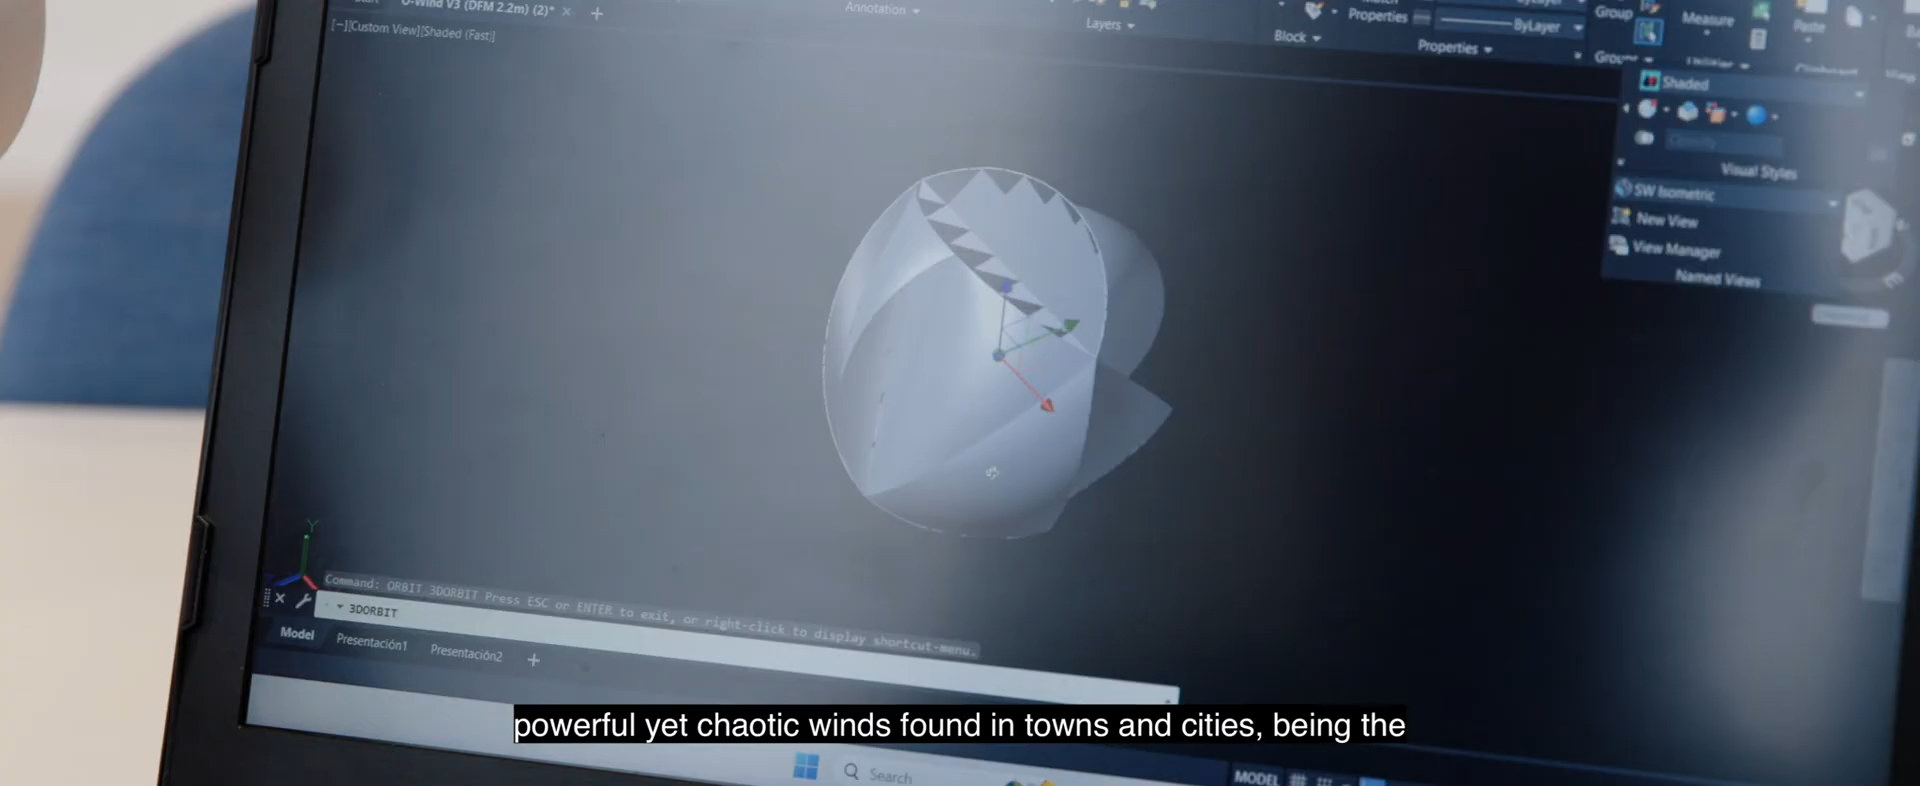 O-Wind V3 (DFM 2.2m) (2)*
Annotation
Layers
Block
Properties
ByLayer
Properties
Group
Measure
Paste
[−][Custom View][Shaded (Fast)]
Shaded
Visual Styles
SW Isometric
New View
View Manager
Named Views
Command: ORBIT 3DORBIT Press ESC or ENTER to exit, or right-click to display shortcut-menu.
3DORBIT
Model Presentación1 Presentación2
powerful yet chaotic winds found in towns and cities, being the
Search
MODEL